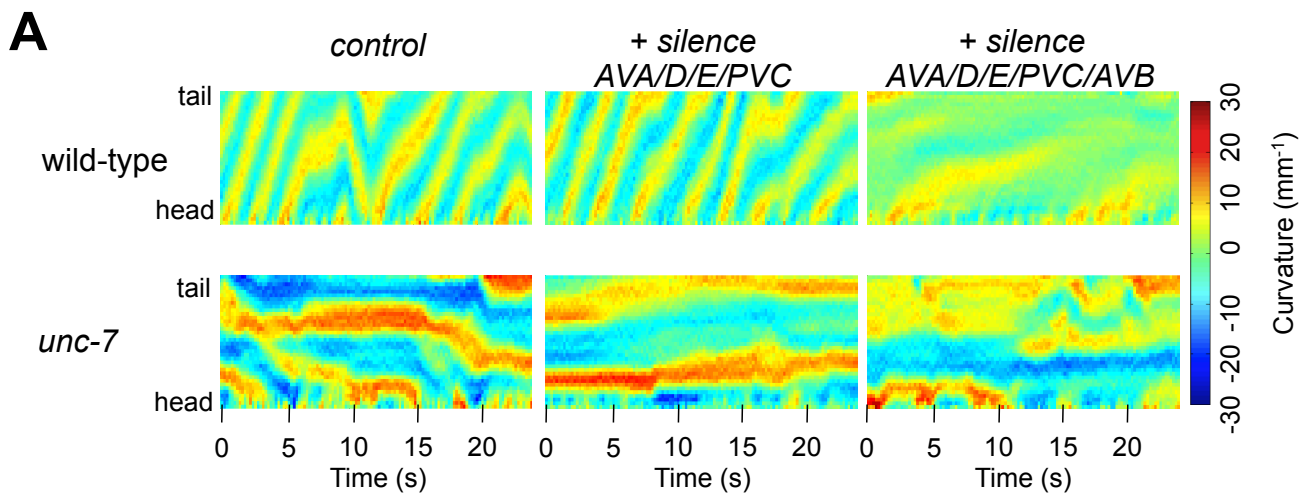 A
control
+ silence
AVA/D/E/PVC
+ silence
AVA/D/E/PVC/AVB
wild-type
tail
head
unc-7
tail
head
0 5 10 15 20
Time (s)
0 5 10 15 20
Time (s)
0 5 10 15 20
Time (s)
30
20
10
0
-10
-20
-30
Curvature (mm⁻¹)